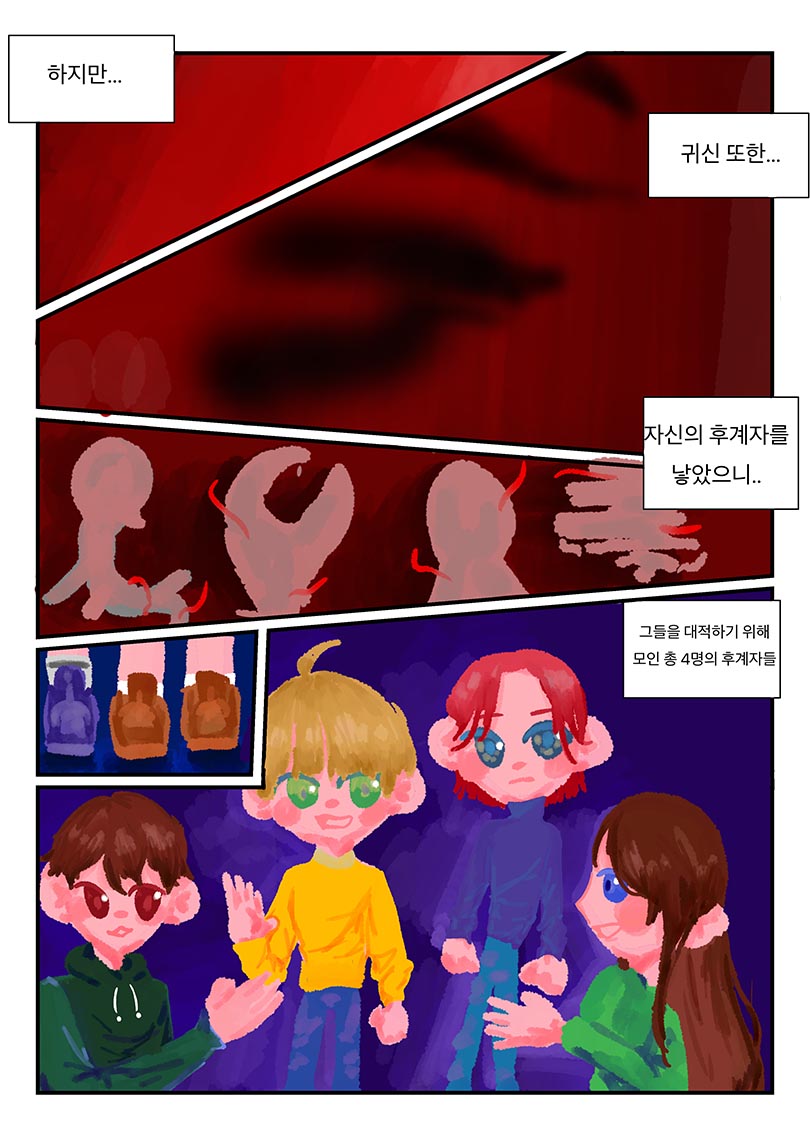 하지만...
귀신 또한...
자신의 후계자를
낳았으니..
그들을 대적하기 위해
모인 총 4명의 후계자들